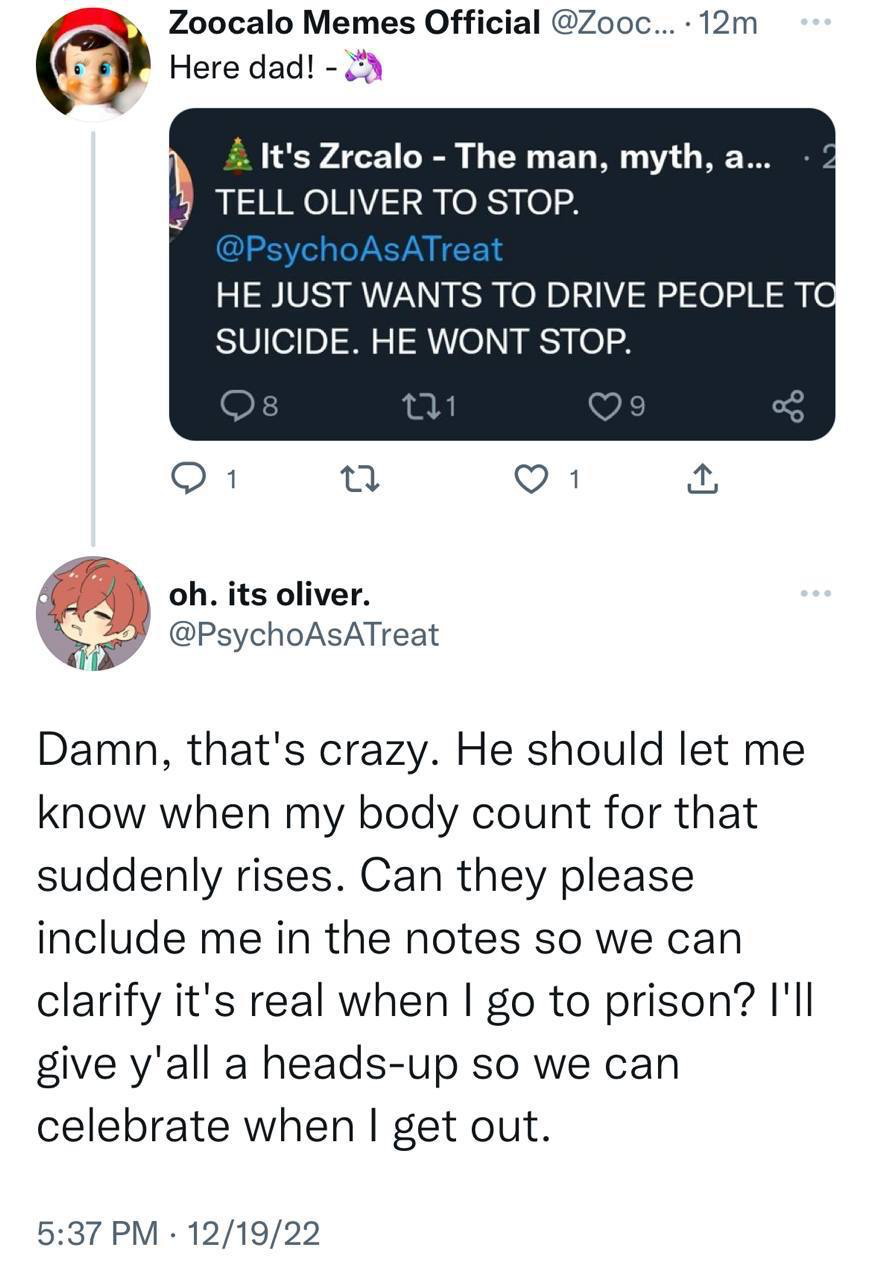 Zoocalo Memes Official @Zooc... · 12m
Here dad! -🦄
🎄 It's Zrcalo - The man, myth, a... · 2
TELL OLIVER TO STOP.
@PsychoAsATreat
HE JUST WANTS TO DRIVE PEOPLE TO
SUICIDE. HE WONT STOP.
8 1 9
1 1
oh. its oliver.
@PsychoAsATreat
Damn, that's crazy. He should let me
know when my body count for that
suddenly rises. Can they please
include me in the notes so we can
clarify it's real when I go to prison? I'll
give y'all a heads-up so we can
celebrate when I get out.
5:37 PM · 12/19/22